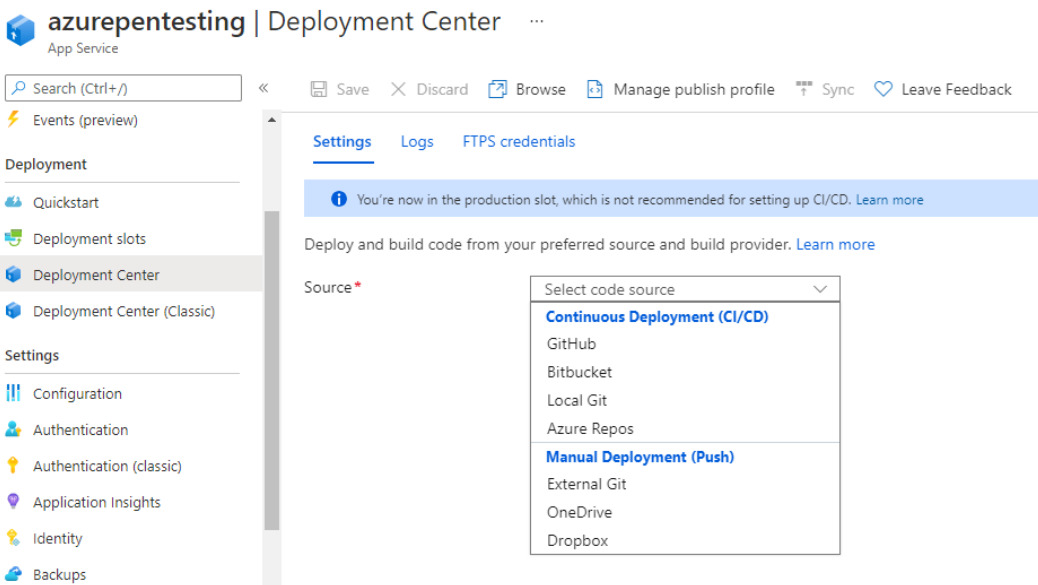 azurepentesting | Deployment Center ...
App Service
Search (Ctrl+/)
«
Save
Discard
Browse
Manage publish profile
Sync
Leave Feedback
Events (preview)
Deployment
Quickstart
Deployment slots
Deployment Center
Deployment Center (Classic)
Settings
Configuration
Authentication
Authentication (classic)
Application Insights
Identity
Backups
Settings
Logs
FTPS credentials
You're now in the production slot, which is not recommended for setting up CI/CD. Learn more
Deploy and build code from your preferred source and build provider. Learn more
Source*
Select code source
Continuous Deployment (CI/CD)
GitHub
Bitbucket
Local Git
Azure Repos
Manual Deployment (Push)
External Git
OneDrive
Dropbox